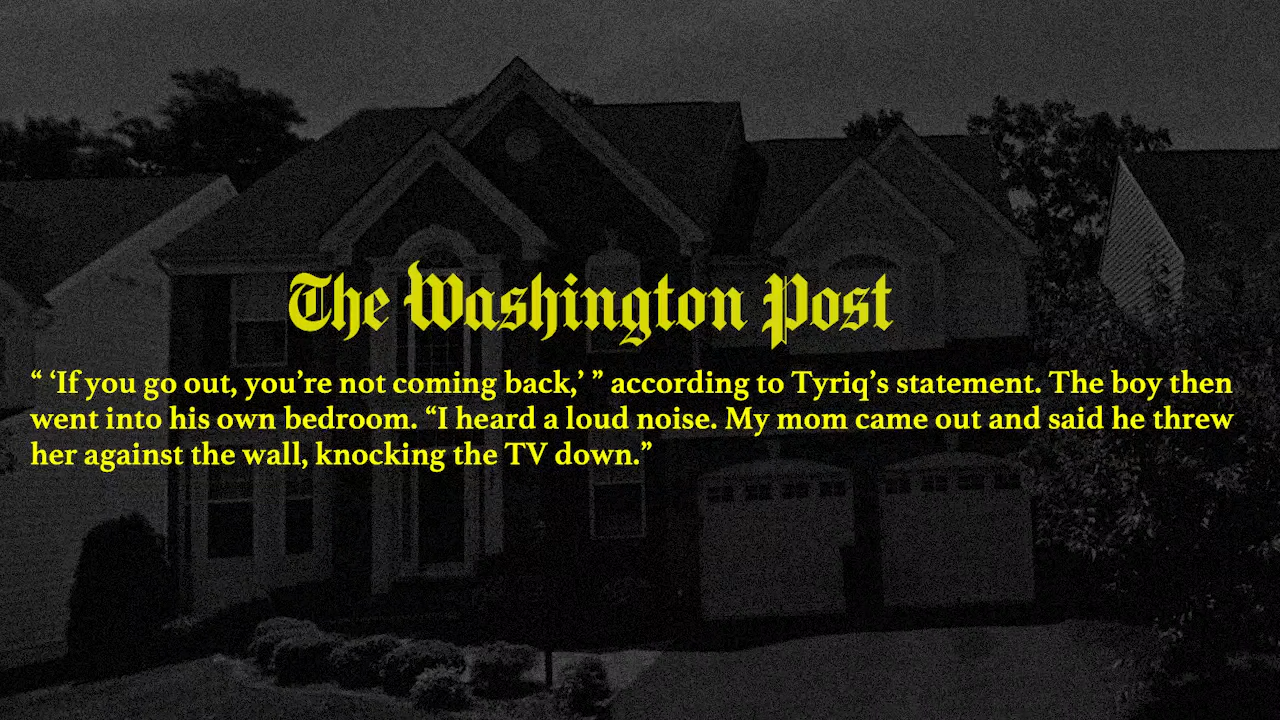 The Washington Post
“ ‘If you go out, you’re not coming back,’ ” according to Tyriq’s statement. The boy then
went into his own bedroom. “I heard a loud noise. My mom came out and said he threw
her against the wall, knocking the TV down.”